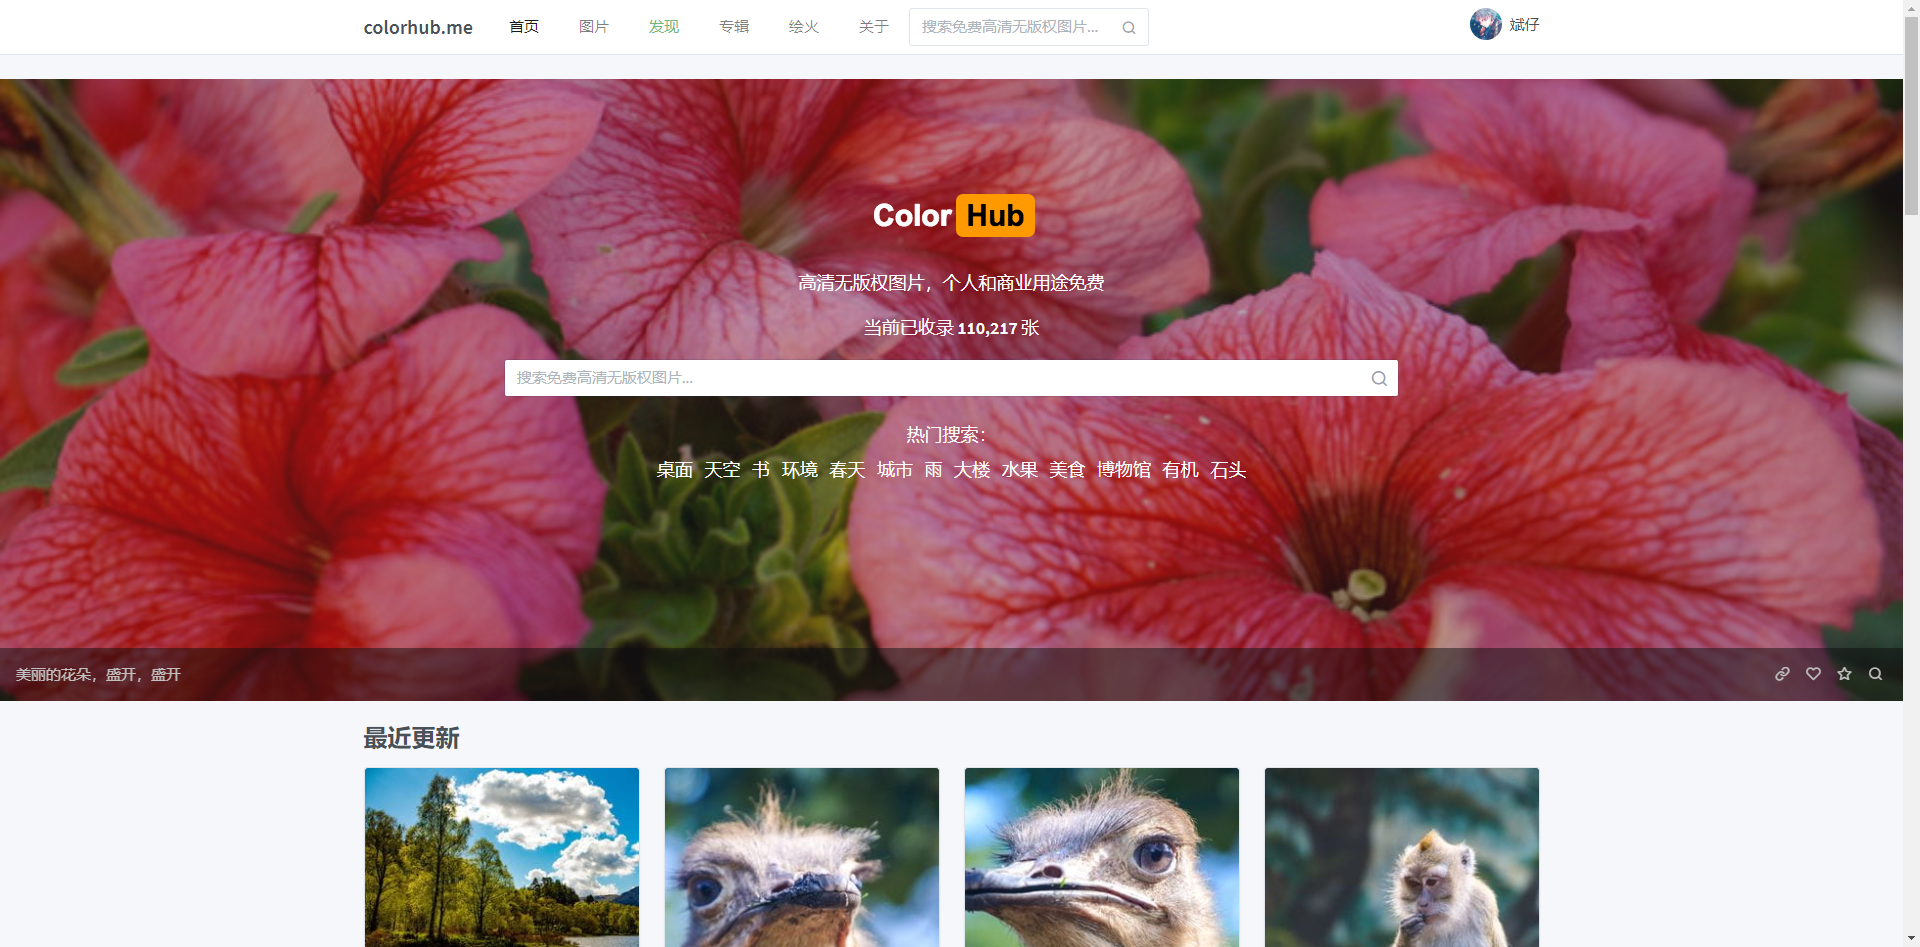 colorhub.me 首页 图片 发现 专辑 绘火 关于 搜索免费高清无版权图片... 斌仔
Color Hub
高清无版权图片，个人和商业用途免费
当前已收录 110,217 张
搜索免费高清无版权图片...
热门搜索：
桌面 天空 书 环境 春天 城市 雨 大楼 水果 美食 博物馆 有机 石头
美丽的花朵，盛开，盛开
最近更新